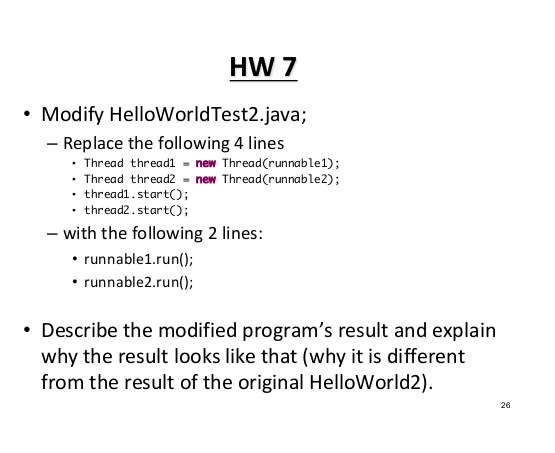 HW 7
• Modify HelloWorldTest2.java;
– Replace the following 4 lines
• Thread thread1 = new Thread(runnable1);
• Thread thread2 = new Thread(runnable2);
• thread1.start();
• thread2.start();
– with the following 2 lines:
• runnable1.run();
• runnable2.run();
• Describe the modified program’s result and explain
why the result looks like that (why it is different
from the result of the original HelloWorld2).
26